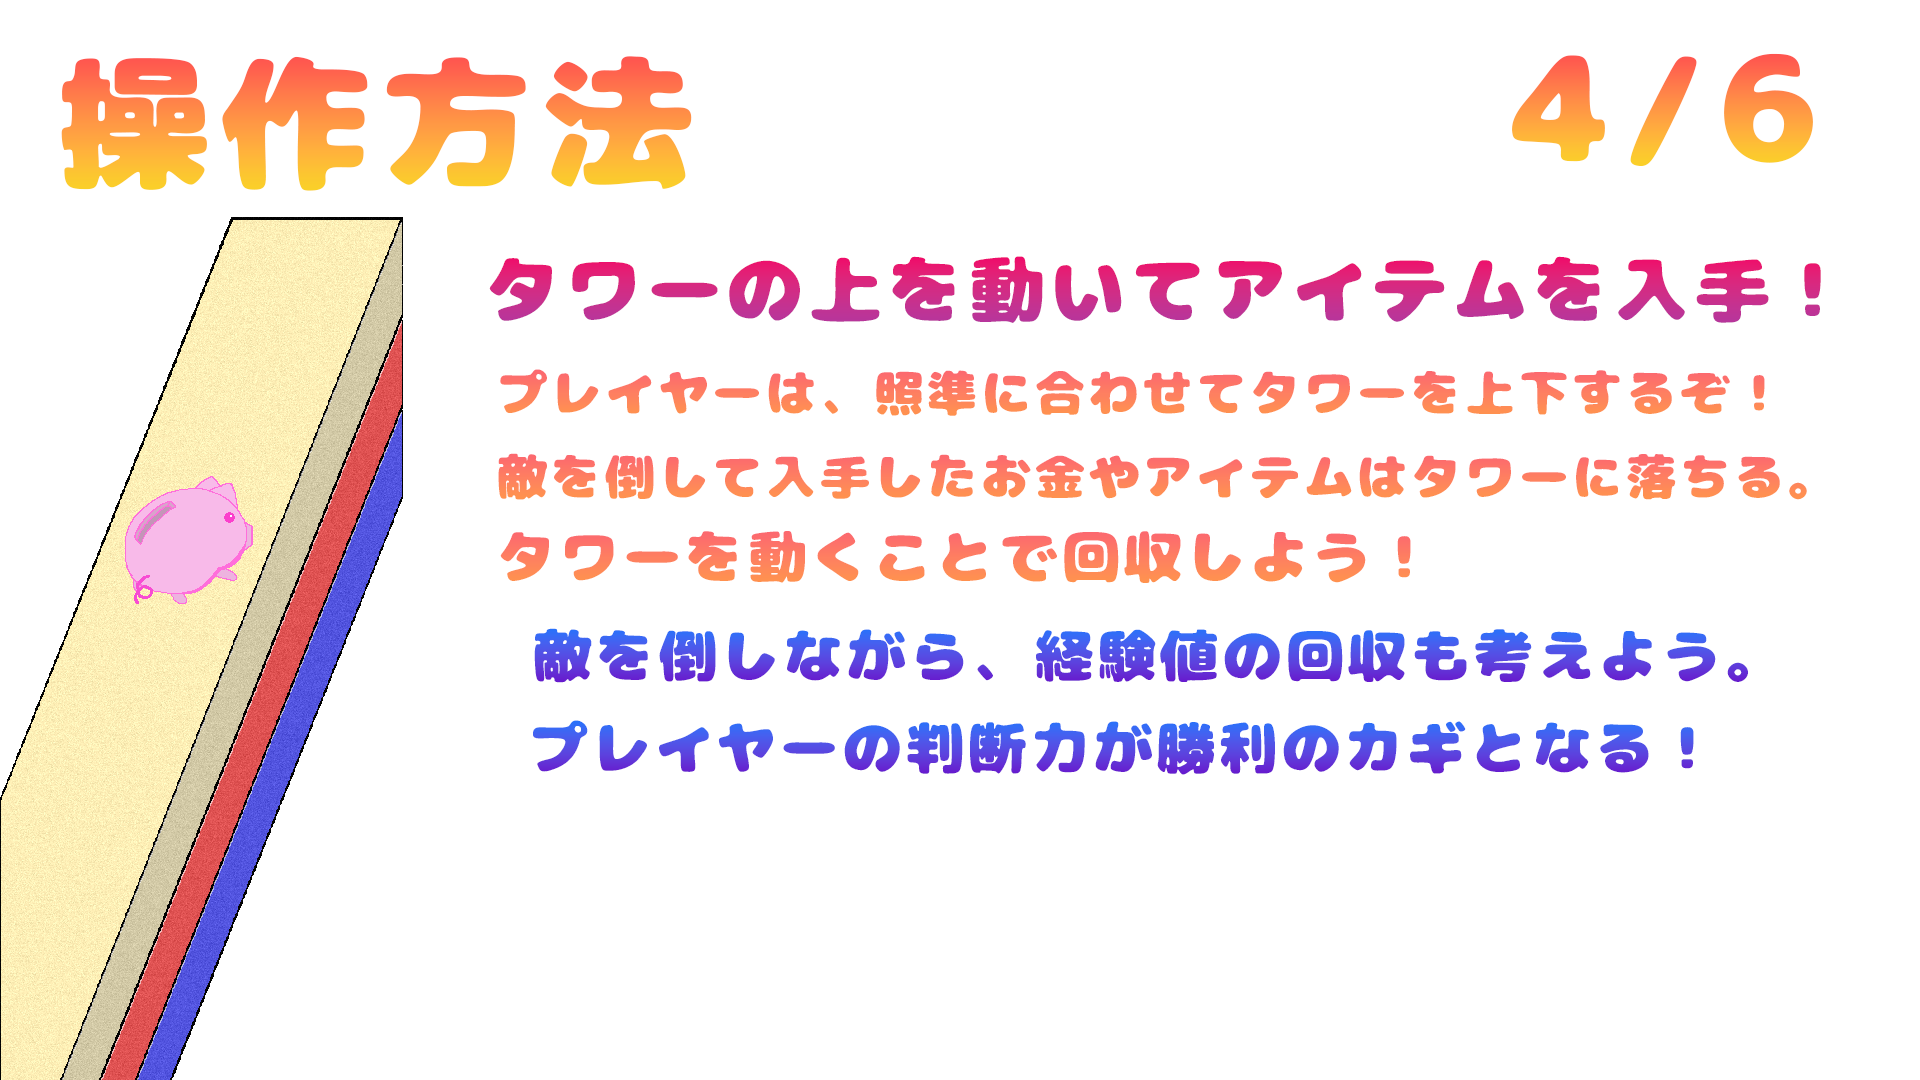 操作方法
4/6
タワーの上を動いてアイテムを入手！
プレイヤーは、照準に合わせてタワーを上下するぞ！
敵を倒して入手したお金やアイテムはタワーに落ちる。
タワーを動くことで回収しよう！
敵を倒しながら、経験値の回収も考えよう。
プレイヤーの判断力が勝利のカギとなる！